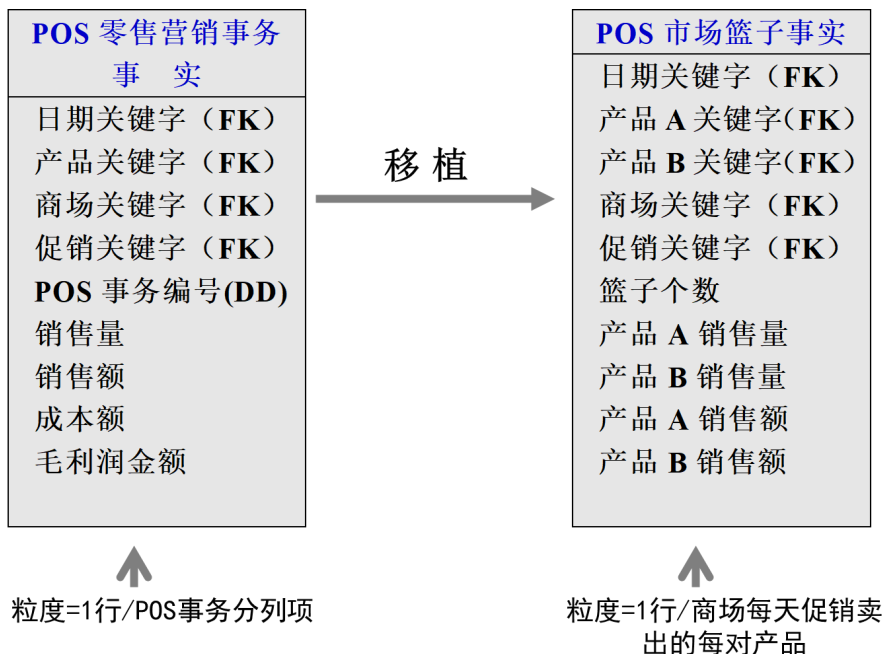 POS 零售营销事务
事 实
日期关键字（FK）
产品关键字（FK）
商场关键字（FK）
促销关键字（FK）
POS 事务编号(DD)
销售量
销售额
成本额
毛利润金额
粒度=1行/POS事务分列项
移植
POS 市场篮子事实
日期关键字（FK）
产品 A 关键字(FK）
产品 B 关键字(FK）
商场关键字（FK）
促销关键字（FK）
篮子个数
产品 A 销售量
产品 B 销售量
产品 A 销售额
产品 B 销售额
粒度=1行/商场每天促销卖
出的每对产品